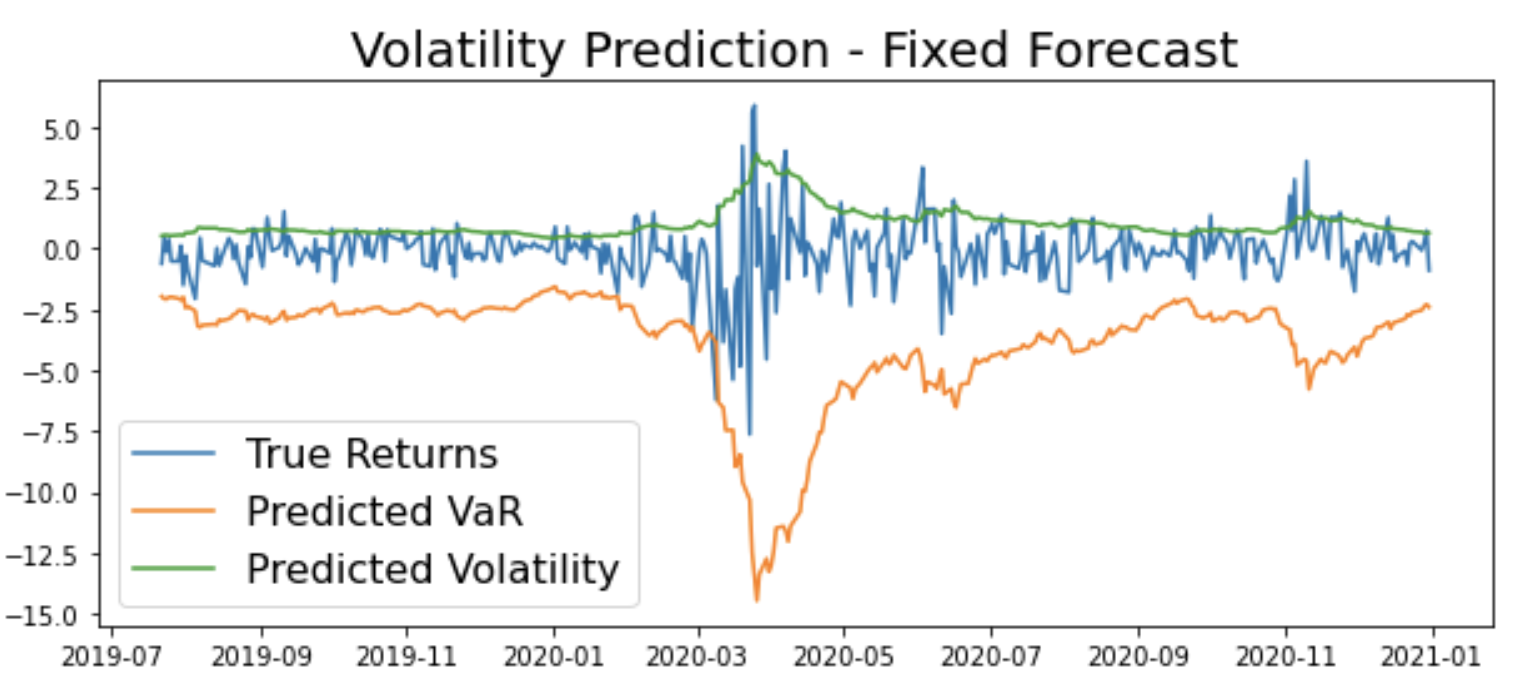 Volatility Prediction - Fixed Forecast
5.0
2.5
0.0
−2.5
−5.0
−7.5
−10.0
−12.5
−15.0
True Returns
Predicted VaR
Predicted Volatility
2019-07 2019-09 2019-11 2020-01 2020-03 2020-05 2020-07 2020-09 2020-11 2021-01